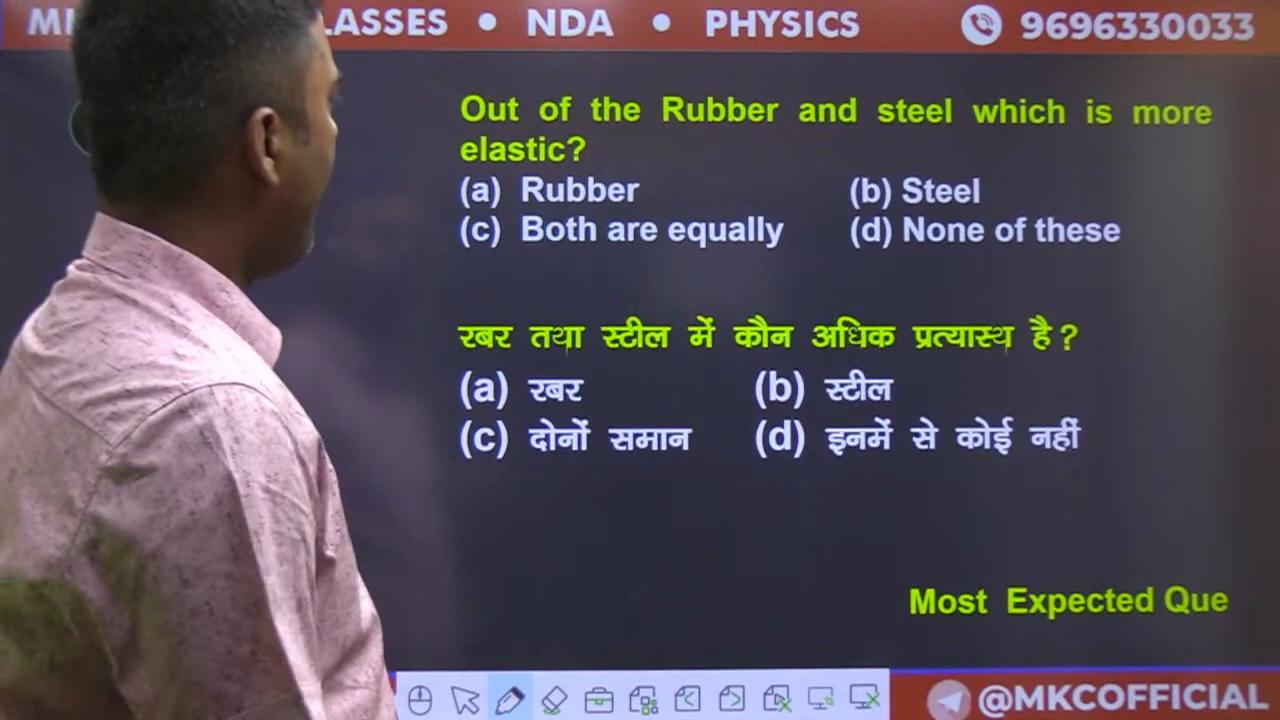 LASSES • NDA • PHYSICS 9696330033
Out of the Rubber and steel which is more
elastic?
(a) Rubber (b) Steel
(c) Both are equally (d) None of these
रबर तथा स्टील में कौन अधिक प्रत्यास्थ है ?
(a) रबर (b) स्टील
(c) दोनों समान (d) इनमें से कोई नहीं
Most Expected Que
@MKCOFFICIAL